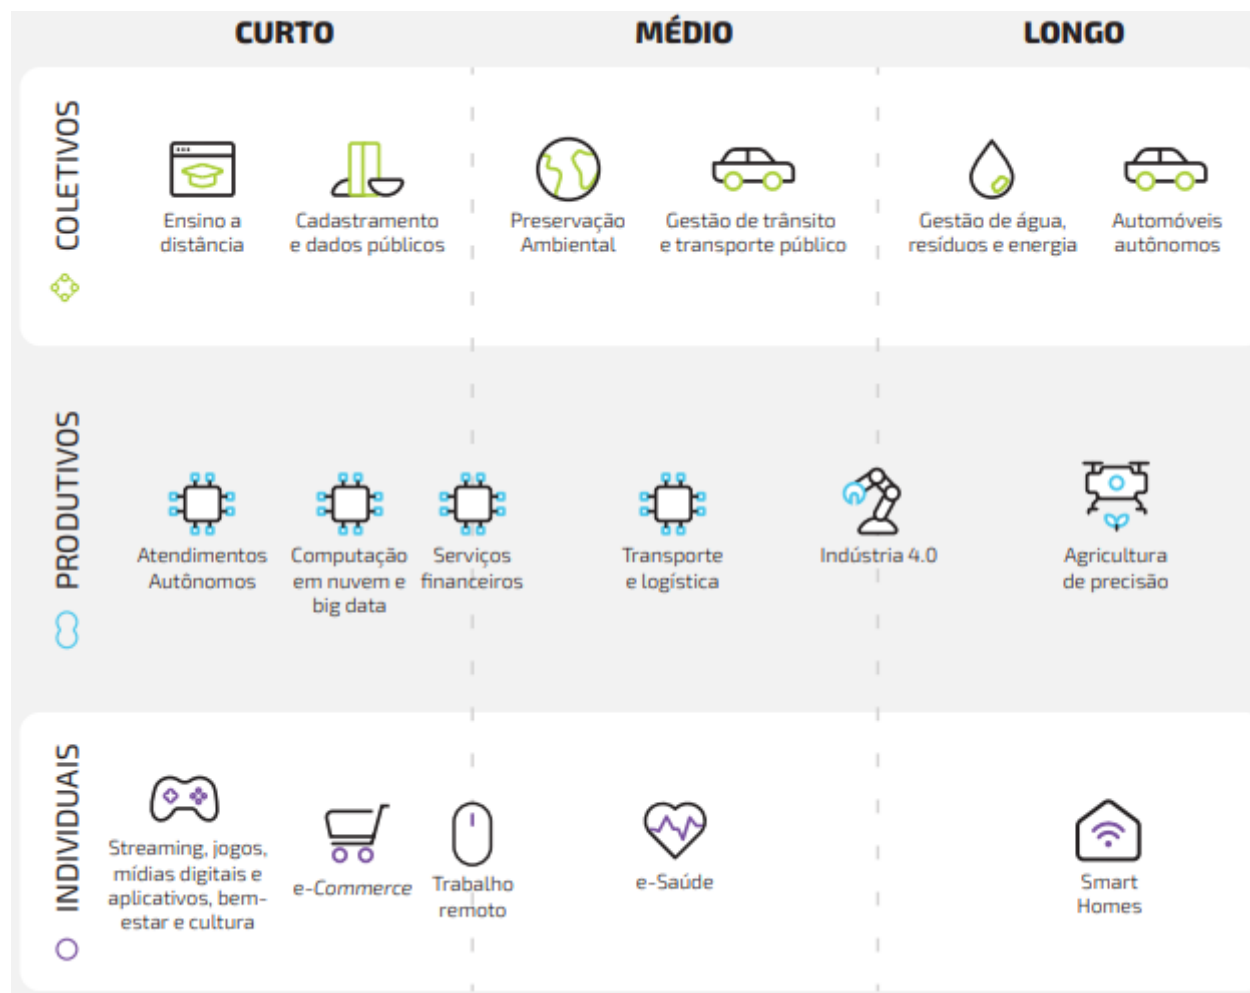 CURTO
MÉDIO
LONGO
COLETIVOS
Ensino a
distância
Cadastramento
e dados públicos
Preservação
Ambiental
Gestão de trânsito
e transporte público
Gestão de água,
resíduos e energia
Automóveis
autônomos
PRODUTIVOS
Atendimentos
Autônomos
Computação
em nuvem e
big data
Serviços
financeiros
Transporte
e logística
Indústria 4.0
Agricultura
de precisão
INDIVIDUAIS
Streaming, jogos,
mídias digitais e
aplicativos, bem-
estar e cultura
e-Commerce
Trabalho
remoto
e-Saúde
Smart
Homes